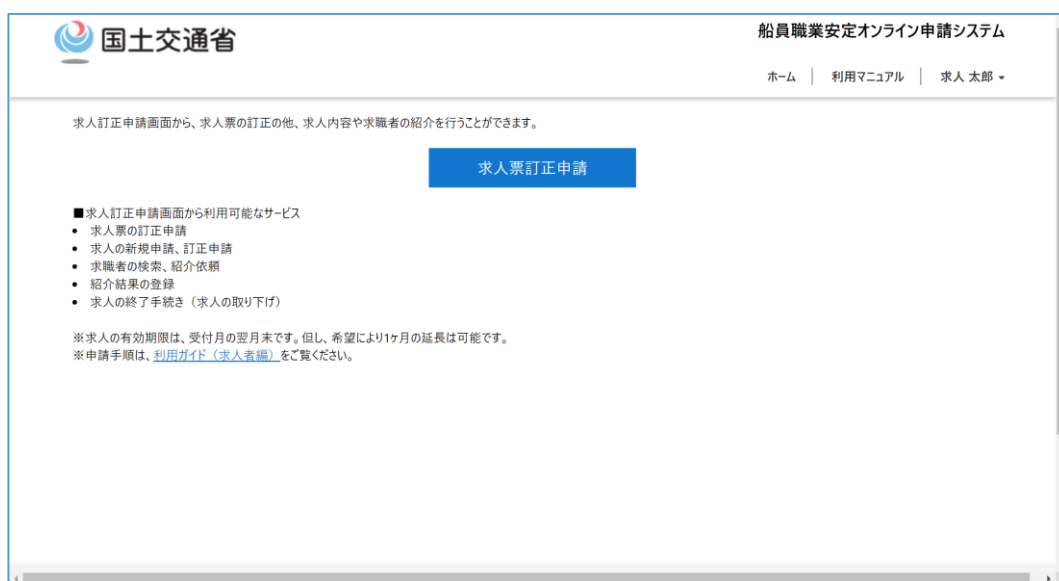 国土交通省
船員職業安定オンライン申請システム
ホーム | 利用マニュアル | 求人 太郎
求人訂正申請画面から、求人票の訂正の他、求人内容や求職者の紹介を行うことができます。
求人票訂正申請
■求人訂正申請画面から利用可能なサービス
• 求人票の訂正申請
• 求人の新規申請、訂正申請
• 求職者の検索、紹介依頼
• 紹介結果の登録
• 求人の終了手続き（求人の取り下げ）
※求人の有効期限は、受付月の翌月末です。但し、希望により1ヶ月の延長は可能です。
※申請手順は、利用ガイド（求人者編）をご覧ください。